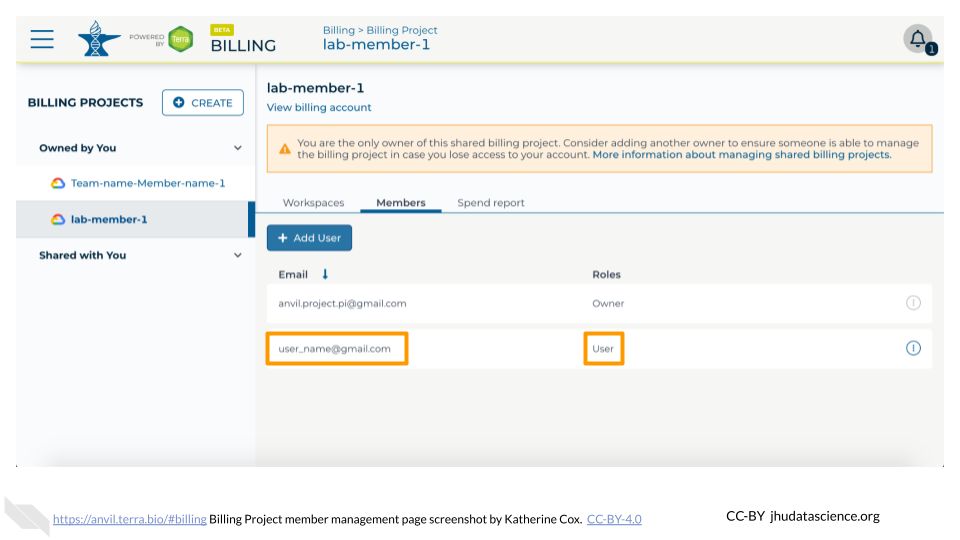 POWERED
BY
Terra
BETA
BILLING
Billing > Billing Project
lab-member-1
1
BILLING PROJECTS
CREATE
Owned by You
Team-name-Member-name-1
lab-member-1
Shared with You
lab-member-1
View billing account
You are the only owner of this shared billing project. Consider adding another owner to ensure someone is able to manage
the billing project in case you lose access to your account. More information about managing shared billing projects.
Workspaces Members Spend report
+ Add User
Email Roles
anvil.project.pi@gmail.com Owner
user_name@gmail.com User
https://anvil.terra.bio/#billing Billing Project member management page screenshot by Katherine Cox. CC-BY-4.0
CC-BY jhudatascience.org